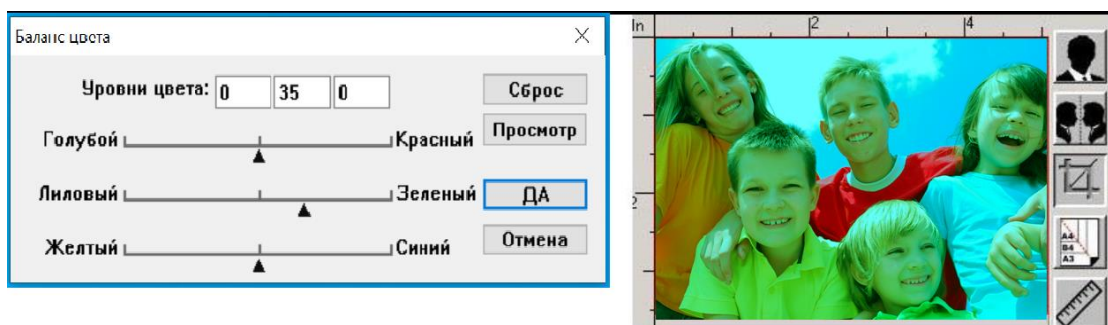 Баланс цвета
Уровни цвета: 0 35 0
Сброс
Голубой Красный
Просмотр
Лиловый Зеленый
ДА
Желтый Синий
Отмена
In 2 4
2
A4
B4
A3